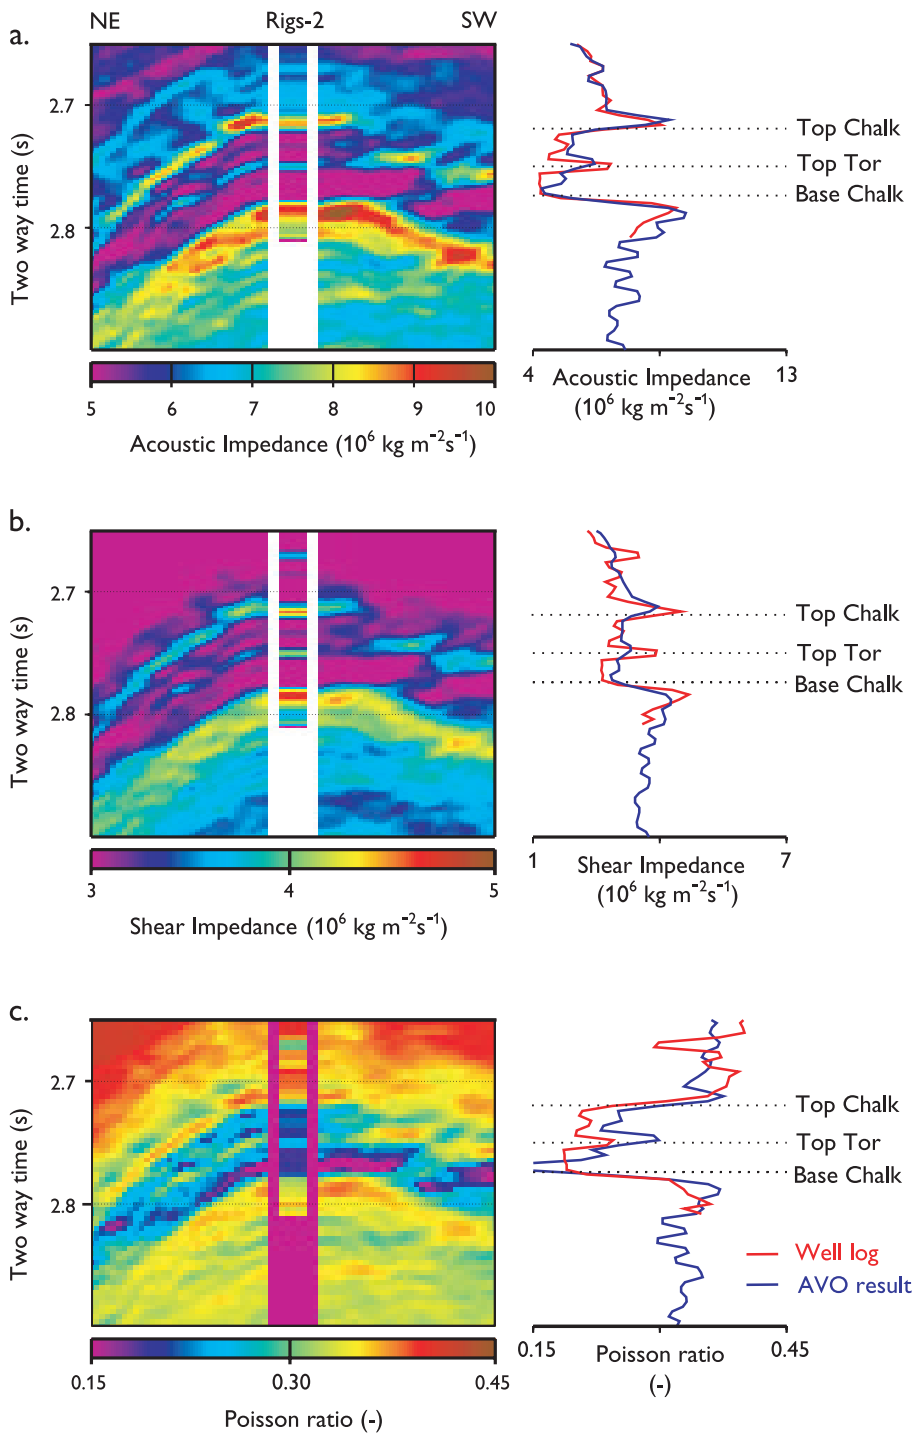 a.
NE Rigs-2 SW
2.7
2.8
Two way time (s)
5 6 7 8 9 10
Acoustic Impedance (10⁶ kg m⁻²s⁻¹)
Top Chalk
Top Tor
Base Chalk
4 13
Acoustic Impedance
(10⁶ kg m⁻²s⁻¹)
b.
2.7
2.8
Two way time (s)
3 4 5
Shear Impedance (10⁶ kg m⁻²s⁻¹)
Top Chalk
Top Tor
Base Chalk
1 7
Shear Impedance
(10⁶ kg m⁻²s⁻¹)
c.
2.7
2.8
Two way time (s)
0.15 0.30 0.45
Poisson ratio (-)
Top Chalk
Top Tor
Base Chalk
Well log
AVO result
0.15 0.45
Poisson ratio
(-)